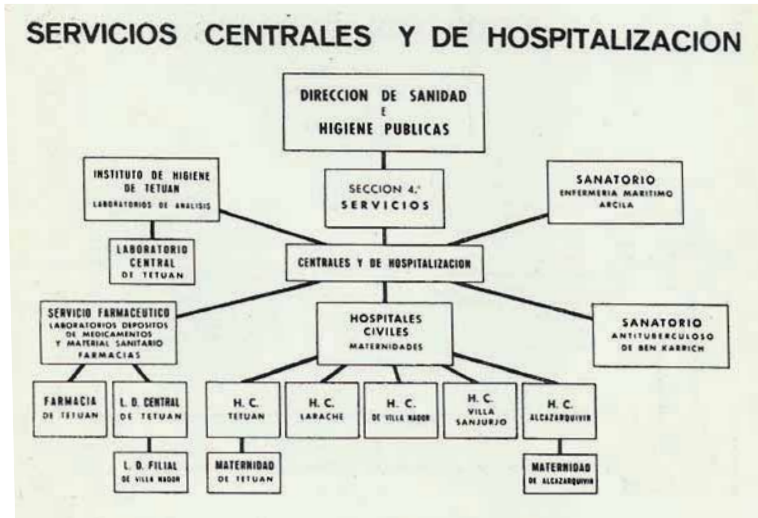 SERVICIOS CENTRALES Y DE HOSPITALIZACION
DIRECCION DE SANIDAD
E
HIGIENE PUBLICAS
INSTITUTO DE HIGIENE
DE TETUAN
LABORATORIOS DE ANALISIS
SECCION 4.ª
SERVICIOS
SANATORIO
ENFERMERIA MARITIMO
ARCILA
LABORATORIO
CENTRAL
DE TETUAN
CENTRALES Y DE HOSPITALIZACION
SERVICIO FARMACEUTICO
LABORATORIOS DEPOSITOS
DE MEDICAMENTOS
Y MATERIAL SANITARIO
FARMACIAS
HOSPITALES
CIVILES
MATERNIDADES
SANATORIO
ANTITUBERCULOSO
DE BEN KARRICH
FARMACIA
DE TETUAN
L. D. CENTRAL
DE TETUAN
H. C.
TETUAN
H. C.
LARACHE
H. C.
DE VILLA NADOR
H. C.
VILLA
SANJURJO
H. C.
ALCAZARQUIVIR
L. D. FILIAL
DE VILLA NADOR
MATERNIDAD
DE TETUAN
MATERNIDAD
DE ALCAZARQUIVIR